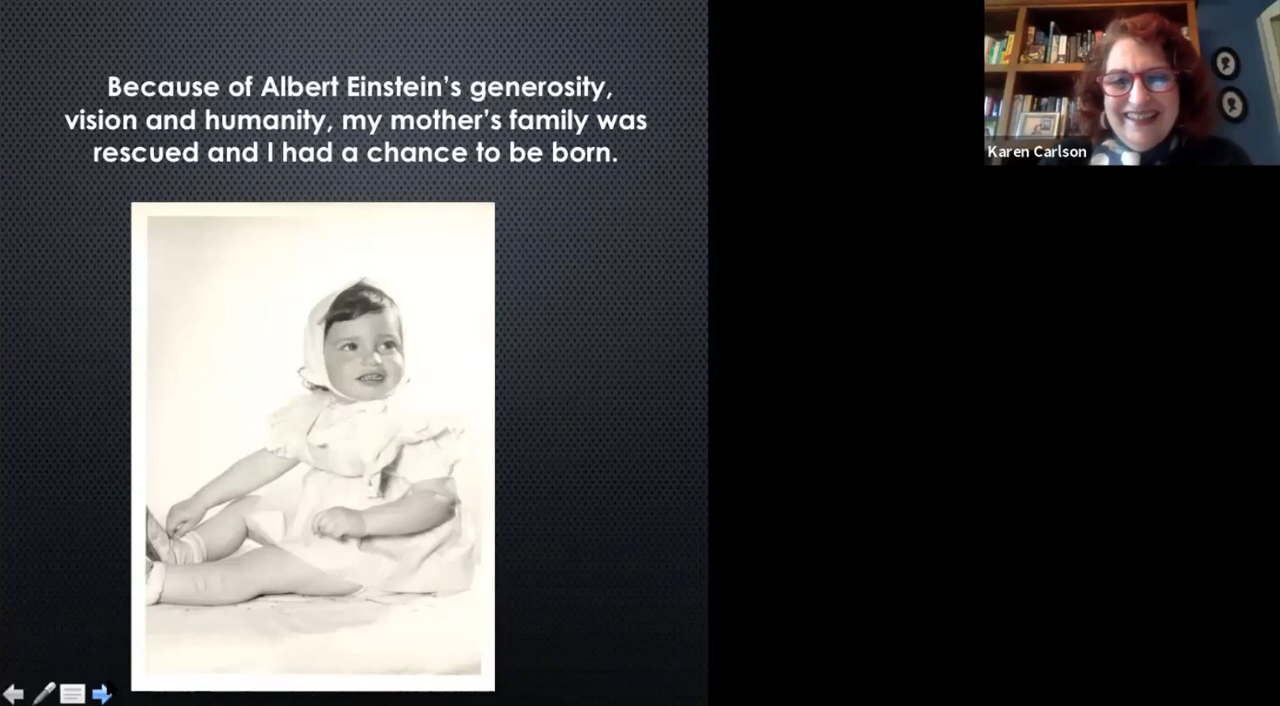 Because of Albert Einstein's generosity,
vision and humanity, my mother's family was
rescued and I had a chance to be born.
Karen Carlson